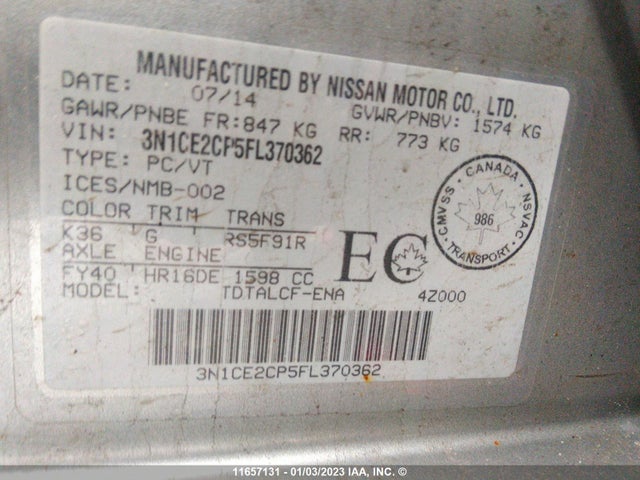 MANUFACTURED BY NISSAN MOTOR CO., LTD.
DATE: 07/14 GVWR/PNBV: 1574 KG
GAWR/PNBE FR: 847 KG RR: 773 KG
VIN: 3N1CE2CP5FL370362
TYPE: PC/VT
ICES/NMB-002
COLOR TRIM TRANS
K36 G RS5F91R
AXLE ENGINE
FY40 HR16DE 1598 CC
MODEL: TDTALCF-ENA 4Z000
EC
CANADA
CMVSS · NSVAC
986
TRANSPORT
3N1CE2CP5FL370362
11657131 - 01/03/2023 IAA, INC. ©